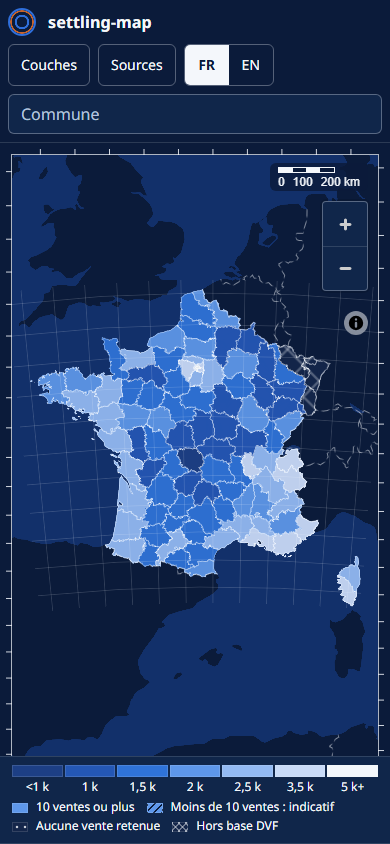 settling-map
Couches Sources FR EN
Commune
0 100 200 km
+
−
i
<1 k 1 k 1,5 k 2 k 2,5 k 3,5 k 5 k+
10 ventes ou plus Moins de 10 ventes : indicatif
Aucune vente retenue Hors base DVF